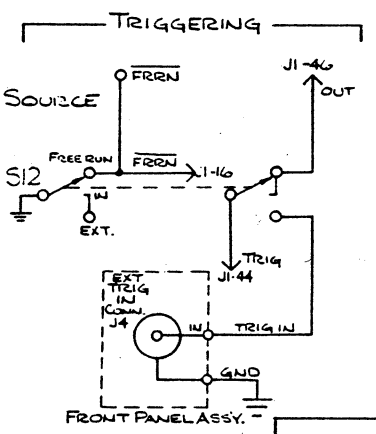 TRIGGERING
J1-46
FRRN
OUT
SOURCE
FREE RUN
FRRN
J1-16
S12
IN
EXT.
TRIG
J1-44
EXT
TRIG
IN
CONN.
J4
IN
TRIG IN
GND
FRONT PANEL ASSY.